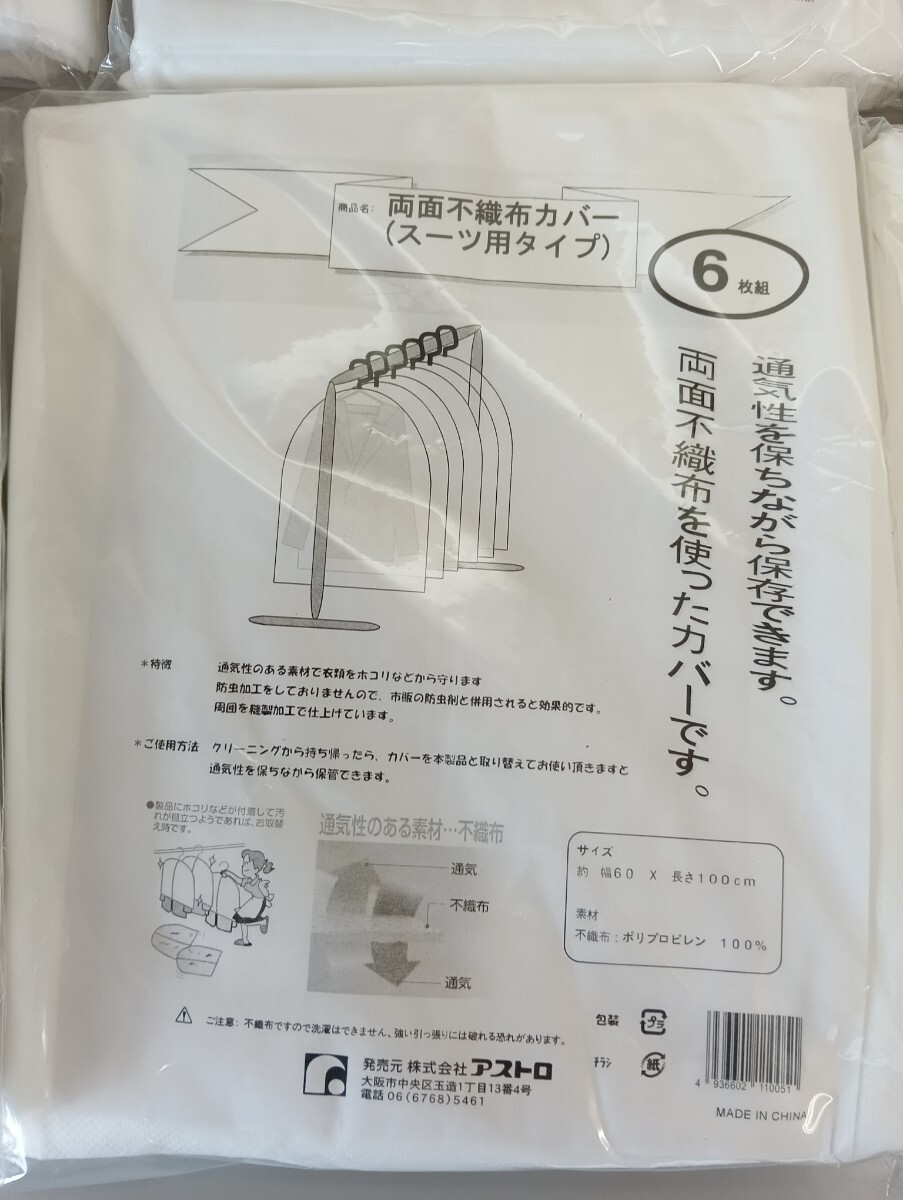 商品名: 両面不織布カバー
(スーツ用タイプ)
6枚組
通気性を保ちながら保存できます。
両面不織布を使ったカバーです。
*特徴 通気性のある素材で衣類をホコリなどから守ります
防虫加工をしておりませんので、市販の防虫剤と併用されると効果的です。
周囲を縫製加工で仕上げています。
*ご使用方法 クリーニングから持ち帰ったら、カバーを本製品と取り替えてお使い頂きますと
通気性を保ちながら保管できます。
●製品にホコリなどが付着して汚
れが目立つようであれば、お取替
え時です。
通気性のある素材…不織布
通気
不織布
通気
サイズ
約 幅60 X 長さ100cm
素材
不織布:ポリプロピレン 100%
ご注意:不織布ですので洗濯はできません、強い引っ張りには破れる恐れがあります。
包装 プラ
チラシ 紙
発売元 株式会社 アストロ
大阪市中央区玉造1丁目13番4号
電話 06(6768)5461
4 936602 110051
MADE IN CHINA